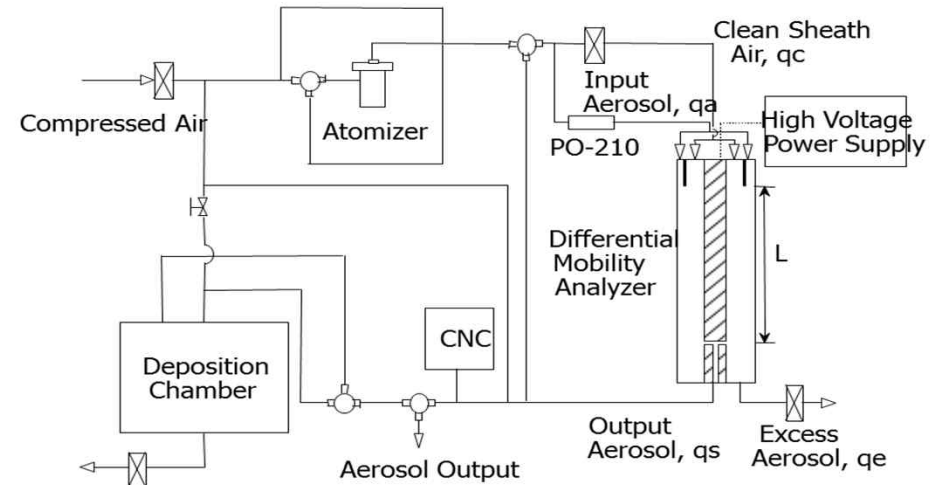 Clean Sheath
Air, qc
Input
Aerosol, qa
High Voltage
Power Supply
Compressed Air
Atomizer
PO-210
Differential
Mobility
Analyzer
L
CNC
Deposition
Chamber
Output
Aerosol, qs
Excess
Aerosol, qe
Aerosol Output